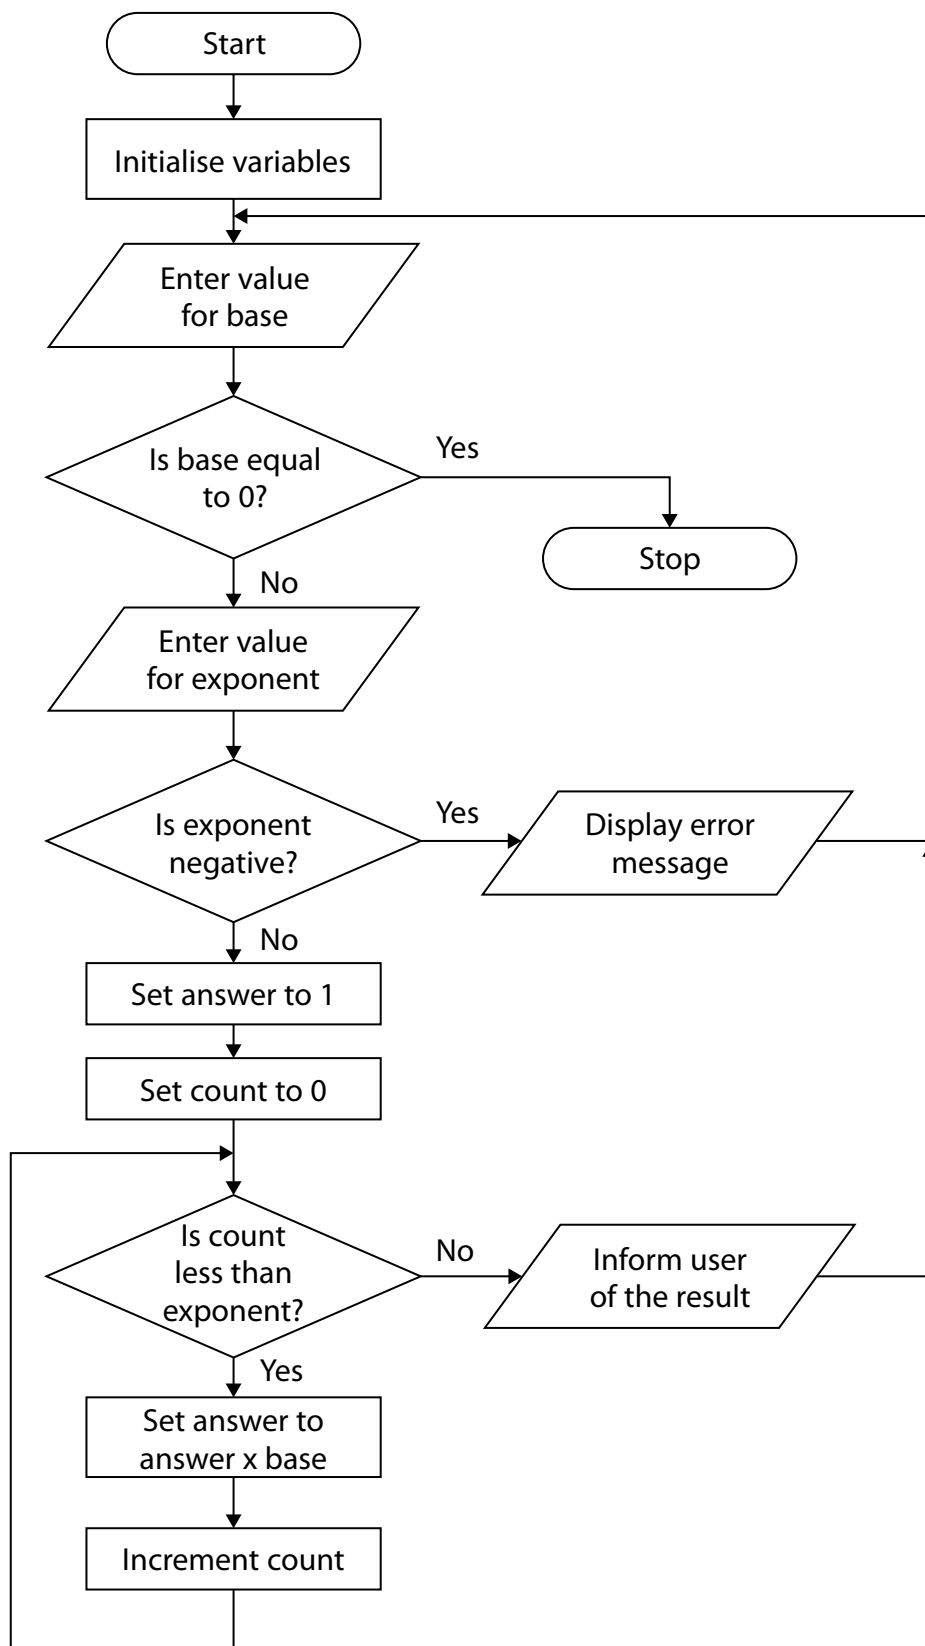 Start
Initialise variables
Enter value
for base
Is base equal
to 0?
Yes
Stop
No
Enter value
for exponent
Is exponent
negative?
Yes
Display error
message
No
Set answer to 1
Set count to 0
Is count
less than
exponent?
No
Inform user
of the result
Yes
Set answer to
answer x base
Increment count